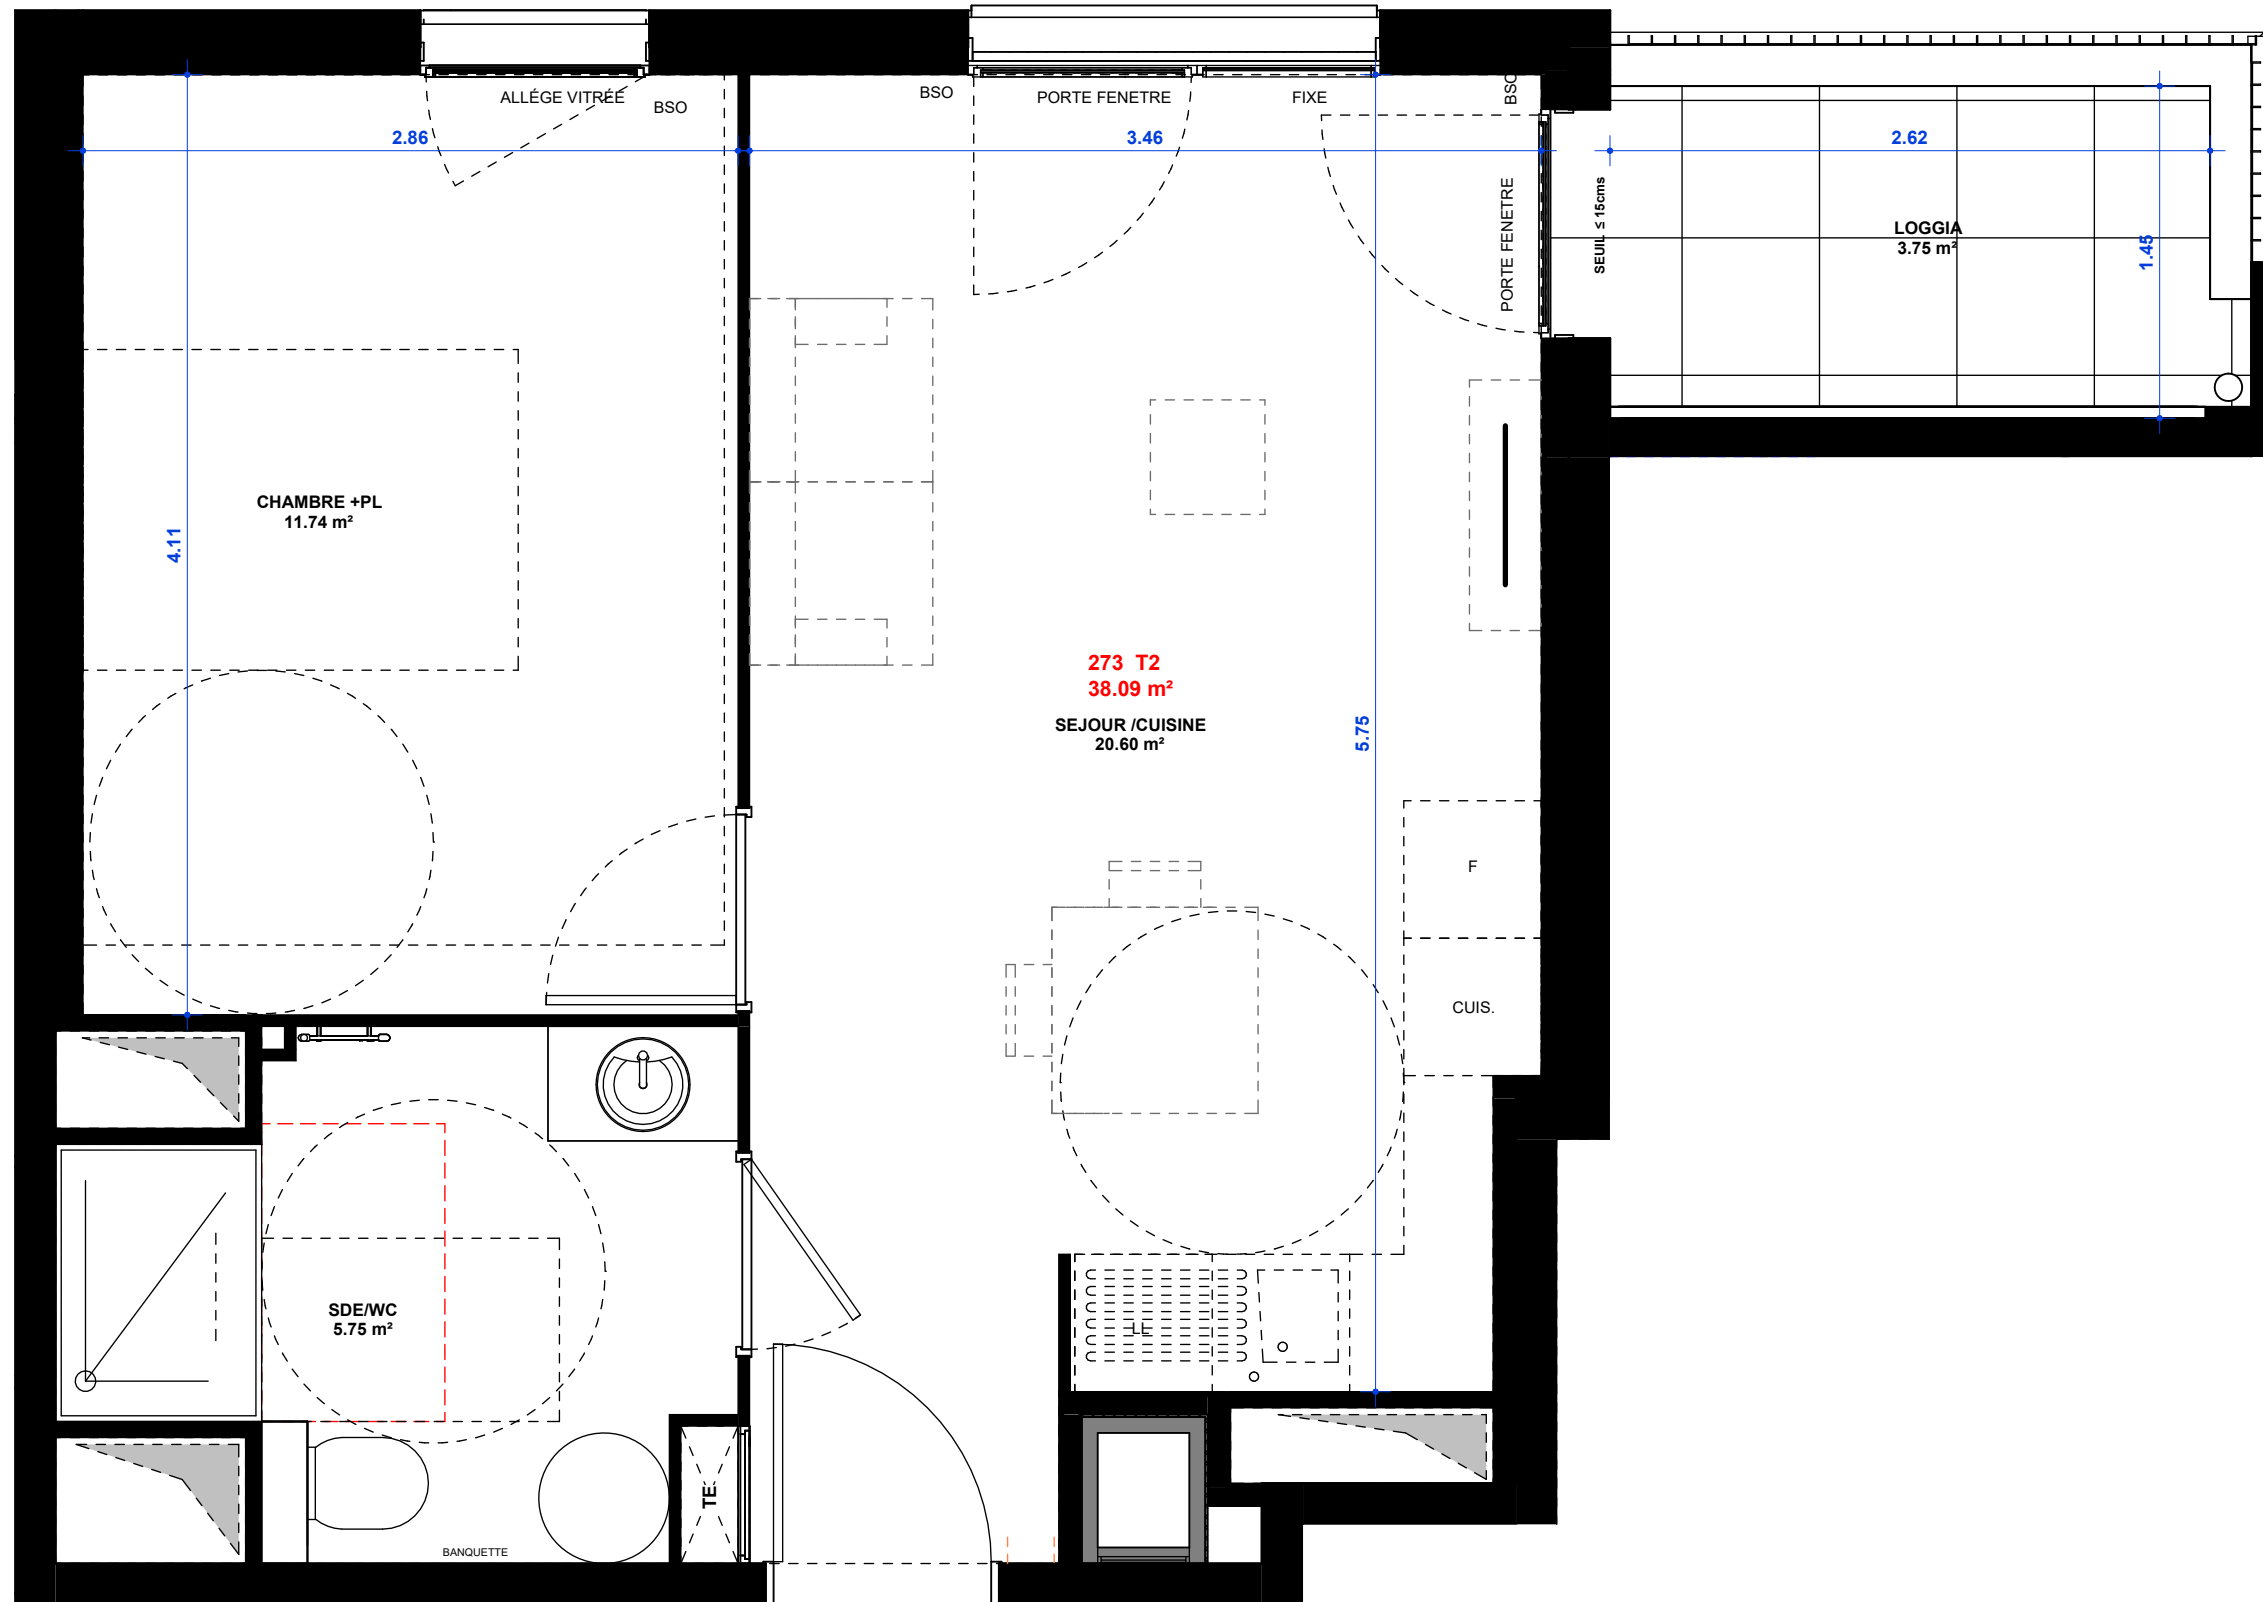 ALLÉGE VITRÉE
BSO
BSO
PORTE FENETRE
FIXE
BSO
2.86
3.46
2.62
PORTE FENETRE
SEUIL ≤ 15cms
LOGGIA
3.75 m²
1.45
CHAMBRE +PL
11.74 m²
4.11
273 T2
38.09 m²
SEJOUR /CUISINE
20.60 m²
5.75
F
CUIS.
SDE/WC
5.75 m²
LL
TE
BANQUETTE